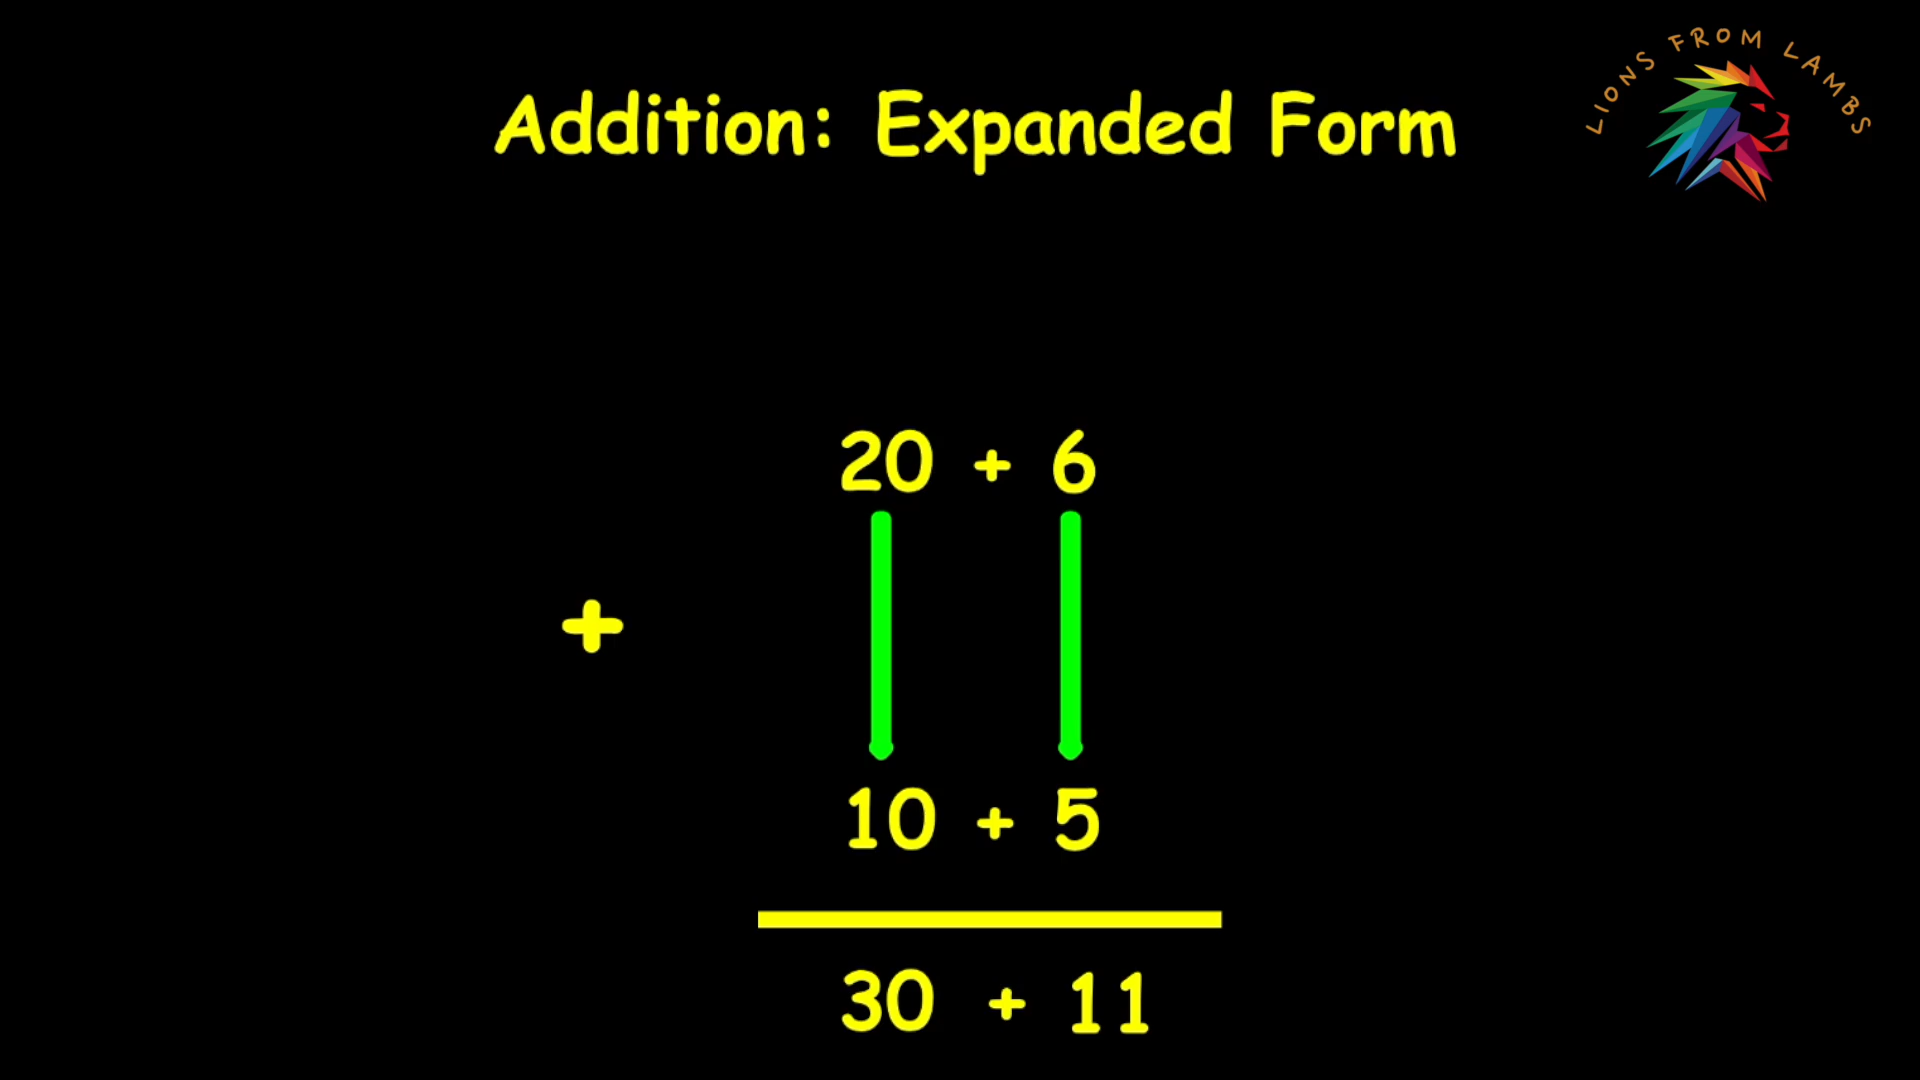 LIONS FROM LAMBS
Addition: Expanded Form
20 + 6
+
10 + 5
30 + 11